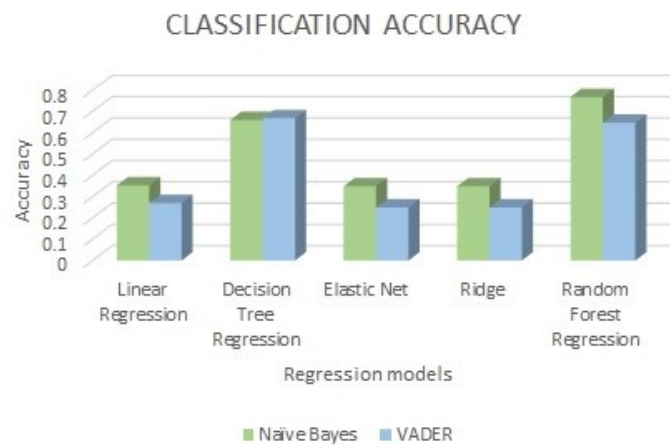 CLASSIFICATION ACCURACY
0.8
0.7
0.6
0.5
0.4
0.3
0.2
0.1
0
Accuracy
Linear
Regression
Decision
Tree
Regression
Elastic Net
Ridge
Random
Forest
Regression
Regression models
Naïve Bayes VADER